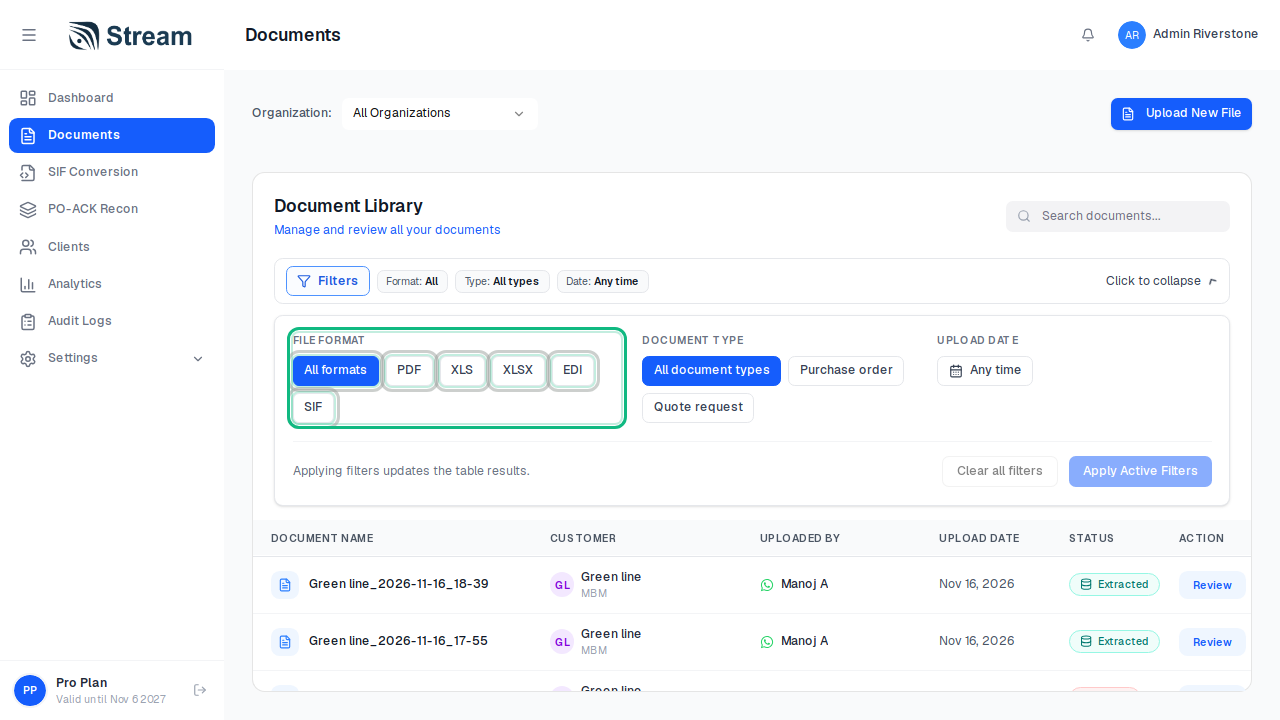 Stream
Documents
AR
Admin Riverstone
Dashboard
Documents
SIF Conversion
PO-ACK Recon
Clients
Analytics
Audit Logs
Settings
PP
Pro Plan
Valid until Nov 6 2027
Organization:
All Organizations
Upload New File
Document Library
Manage and review all your documents
Search documents...
Filters
Format: All
Type: All types
Date: Any time
Click to collapse
FILE FORMAT
All formats
PDF
XLS
XLSX
EDI
SIF
DOCUMENT TYPE
All document types
Purchase order
Quote request
UPLOAD DATE
Any time
Applying filters updates the table results.
Clear all filters
Apply Active Filters
DOCUMENT NAME
CUSTOMER
UPLOADED BY
UPLOAD DATE
STATUS
ACTION
Green line_2026-11-16_18-39
GL
Green line
MBM
Manoj A
Nov 16, 2026
Extracted
Review
Green line_2026-11-16_17-55
GL
Green line
MBM
Manoj A
Nov 16, 2026
Extracted
Review
Green line